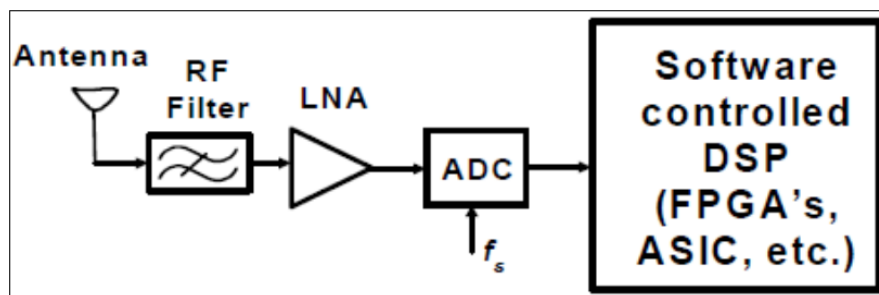 Antenna
RF
Filter
LNA
ADC
fs
Software
controlled
DSP
(FPGA's,
ASIC, etc.)